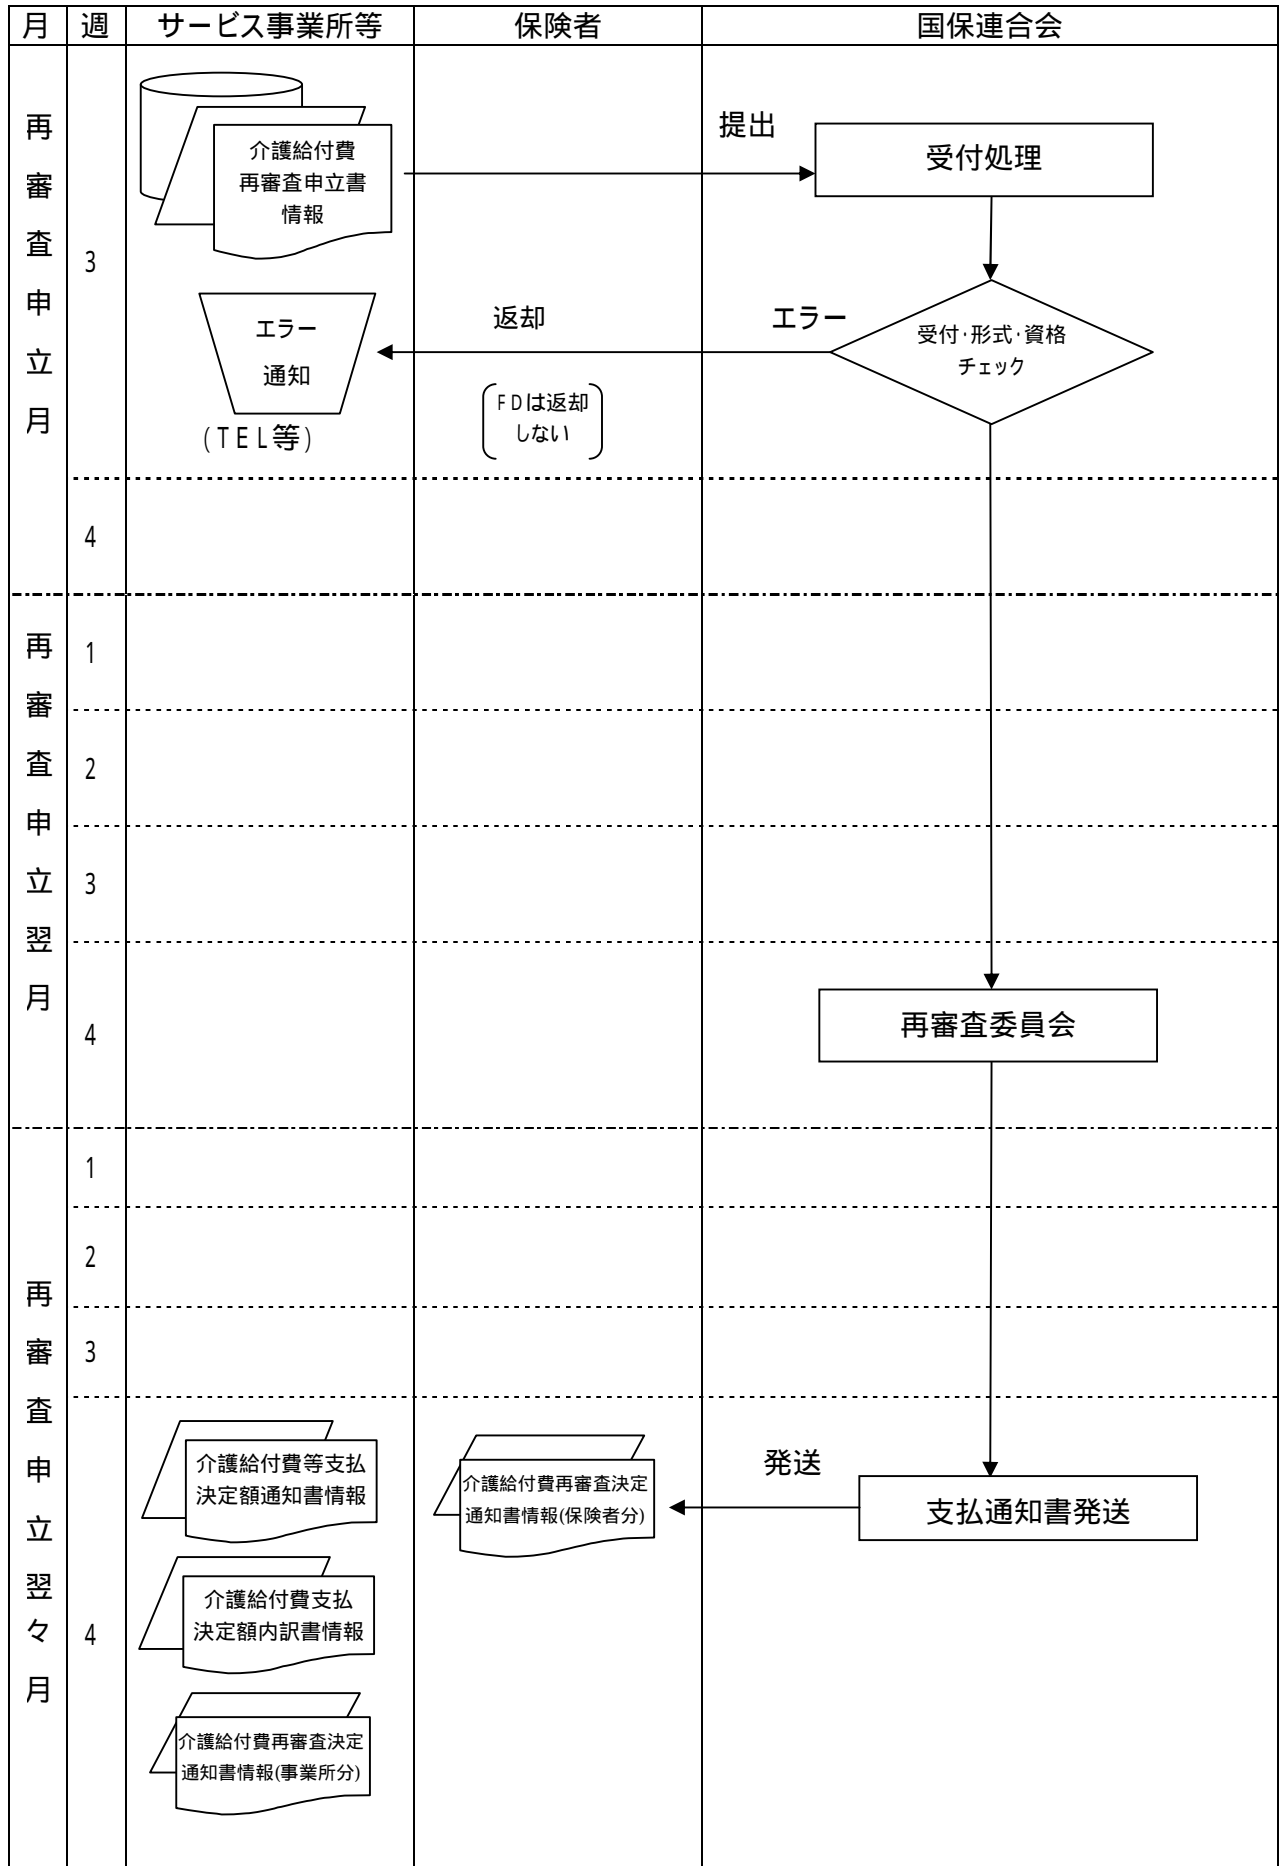 月 週 サービス事業所等 保険者 国保連合会
再審査申立月
3
介護給付費
再審査申立書
情報
提出
受付処理
エラー
通知
(TEL等)
返却
FDは返却
しない
エラー
受付・形式・資格
チェック
4
再審査申立翌月
1
2
3
4
再審査委員会
再審査申立翌々月
1
2
3
4
介護給付費等支払
決定額通知書情報
介護給付費支払
決定額内訳書情報
介護給付費再審査決定
通知書情報(事業所分)
介護給付費再審査決定
通知書情報(保険者分)
発送
支払通知書発送